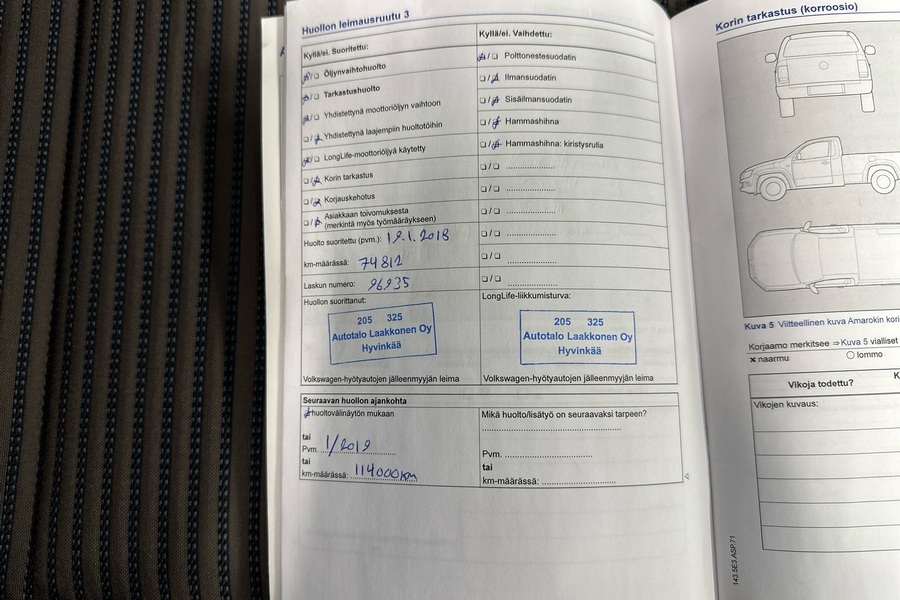 Huollon leimausruutu 3
Kyllä/ei. Suoritettu:
Öljynvaihtohuolto
Tarkastushuolto
Yhdistettynä moottoriöljyn vaihtoon
Yhdistettynä laajempiin huoltotöihin
LongLife-moottoriöljyä käytetty
Korin tarkastus
Korjauskehotus
Asiakkaan toivomuksesta
(merkintä myös työmääräykseen)
Huolto suoritettu (pvm.): 19.1.2018
km-määrässä: 74812
Laskun numero: 96935
Huollon suorittanut:
205 325
Autotalo Laakkonen Oy
Hyvinkää
Volkswagen-hyötyautojen jälleenmyyjän leima
Kyllä/ei. Vaihdettu:
Polttonestesuodatin
Ilmansuodatin
Sisäilmansuodatin
Hammashihna
Hammashihna: kiristysrulla
LongLife-liikkumisturva:
205 325
Autotalo Laakkonen Oy
Hyvinkää
Volkswagen-hyötyautojen jälleenmyyjän leima
Seuraavan huollon ajankohta
huoltovälinäytön mukaan
tai
Pvm. 1/2019
tai
km-määrässä: 114000km
Mikä huolto/lisätyö on seuraavaksi tarpeen?
Pvm.
tai
km-määrässä:
Korin tarkastus (korroosio)
Kuva 5 Viitteellinen kuva Amarokin kori
Korjaamo merkitsee ⇒Kuva 5 vialliset
× naarmu ○ lommo
Vikoja todettu? K
Vikojen kuvaus:
143.5E3.ASP.71